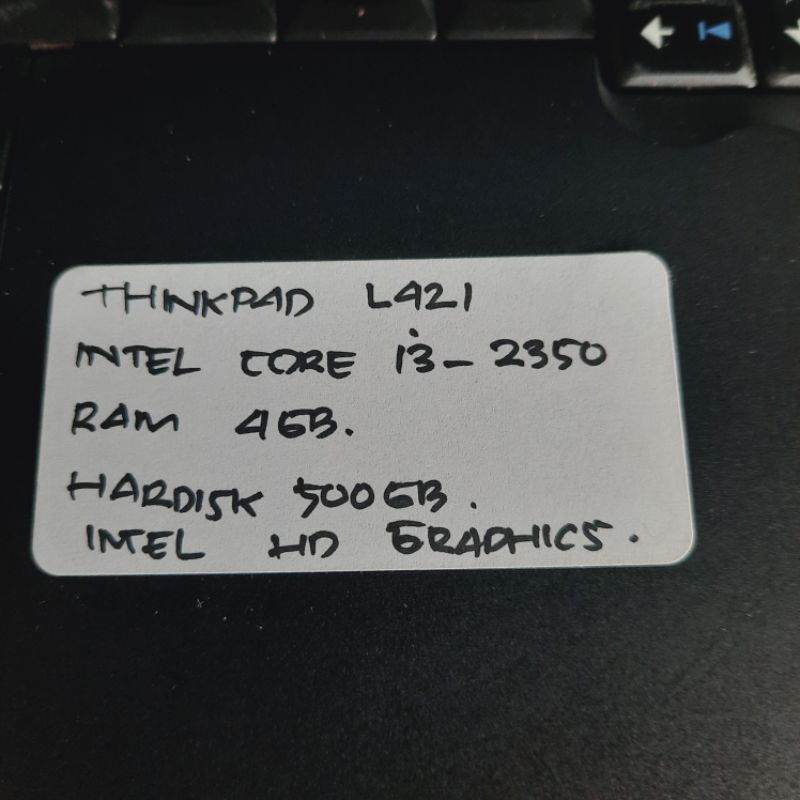 THINKPAD L421
INTEL CORE i3-2350
RAM 4GB.
HARDISK 500GB.
INTEL HD GRAPHICS.